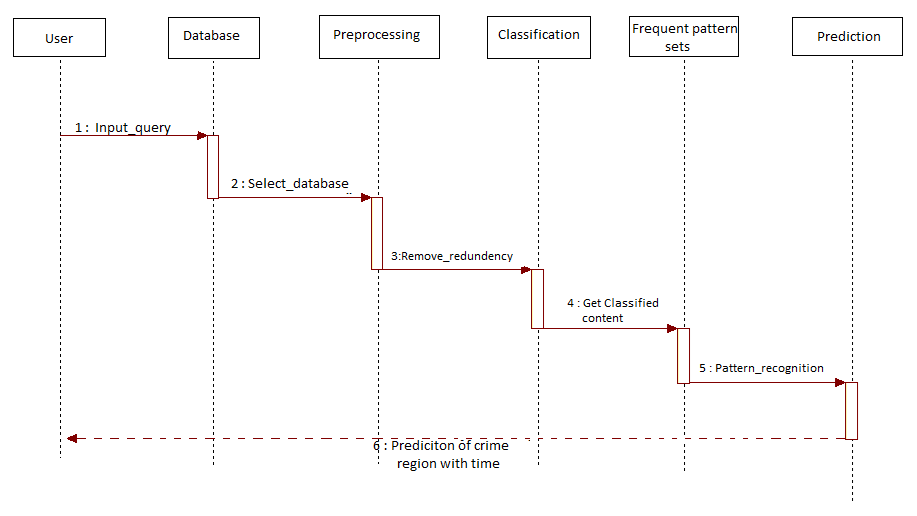 User
Database
Preprocessing
Classification
Frequent pattern
sets
Prediction
1 : Input_query
2 : Select_database
3:Remove_redundency
4 : Get Classified
content
5 : Pattern_recognition
6 : Prediciton of crime
region with time